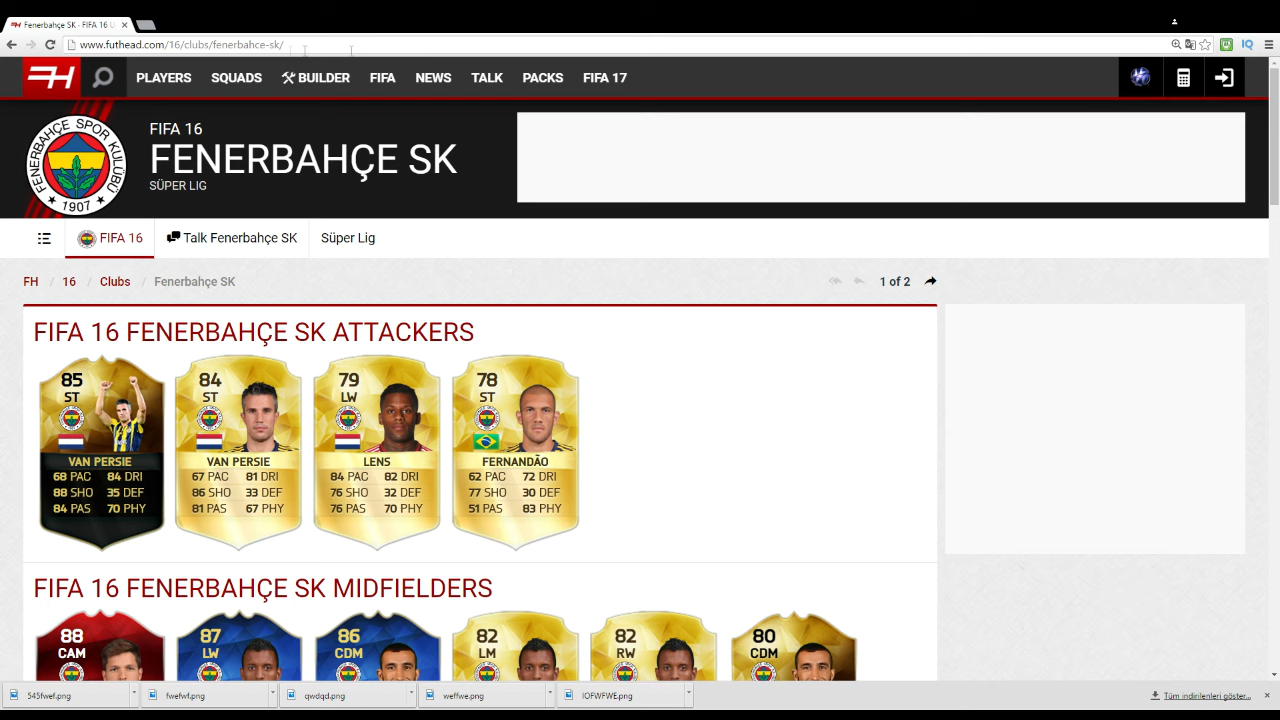 Fenerbahçe SK - FIFA 16 U
www.futhead.com/16/clubs/fenerbahce-sk/
FH PLAYERS SQUADS BUILDER FIFA NEWS TALK PACKS FIFA 17
FENERBAHÇE SPOR KULÜBÜ
1907
FIFA 16
FENERBAHÇE SK
SÜPER LIG
FIFA 16 Talk Fenerbahçe SK Süper Lig
FH / 16 / Clubs / Fenerbahçe SK 1 of 2
FIFA 16 FENERBAHÇE SK ATTACKERS
85
ST
VAN PERSIE
68 PAC 84 DRI
88 SHO 35 DEF
84 PAS 70 PHY
84
ST
VAN PERSIE
67 PAC 81 DRI
86 SHO 33 DEF
81 PAS 67 PHY
79
LW
LENS
84 PAC 82 DRI
76 SHO 32 DEF
76 PAS 70 PHY
78
ST
FERNANDÃO
62 PAC 72 DRI
77 SHO 30 DEF
51 PAS 83 PHY
FIFA 16 FENERBAHÇE SK MIDFIELDERS
88
CAM
87
LW
86
CDM
82
LM
82
RW
80
CDM
545fwef.png fwefwf.png qwdqd.png weffwe.png IOFWFWE.png Tüm indirilenleri göster...